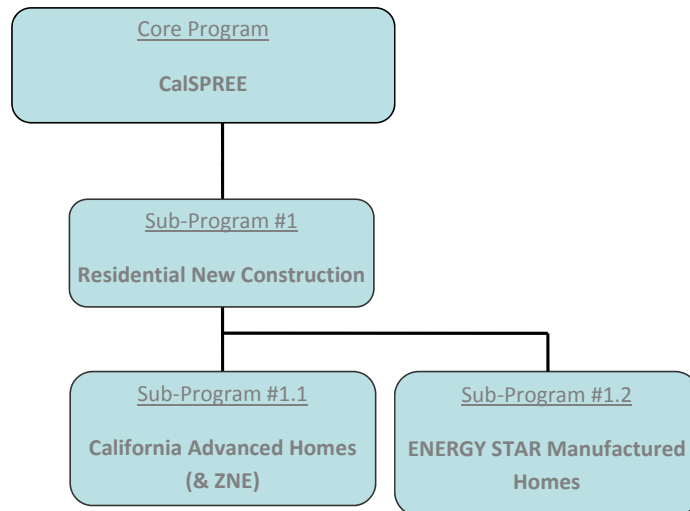 Core Program
CalSPREE
Sub-Program #1
Residential New Construction
Sub-Program #1.1
California Advanced Homes
(& ZNE)
Sub-Program #1.2
ENERGY STAR Manufactured
Homes